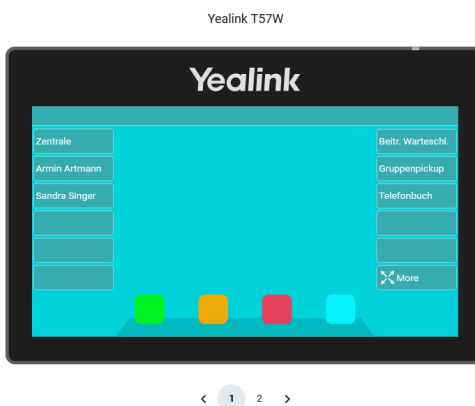 Yealink T57W
Yealink
Zentrale
Beitr. Warteschl.
Armin Artmann
Gruppenpickup
Sandra Singer
Telefonbuch
More
1 2